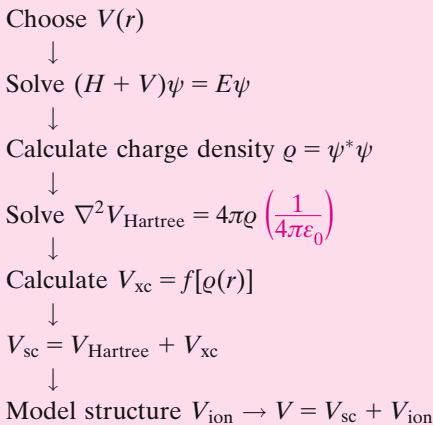 Choose V(r)
↓
Solve (H + V)ψ = Eψ
↓
Calculate charge density ϱ = ψ*ψ
↓
Solve ∇²V_Hartree = 4πϱ (1/4πε₀)
↓
Calculate V_xc = f[ϱ(r)]
↓
V_sc = V_Hartree + V_xc
↓
Model structure V_ion → V = V_sc + V_ion